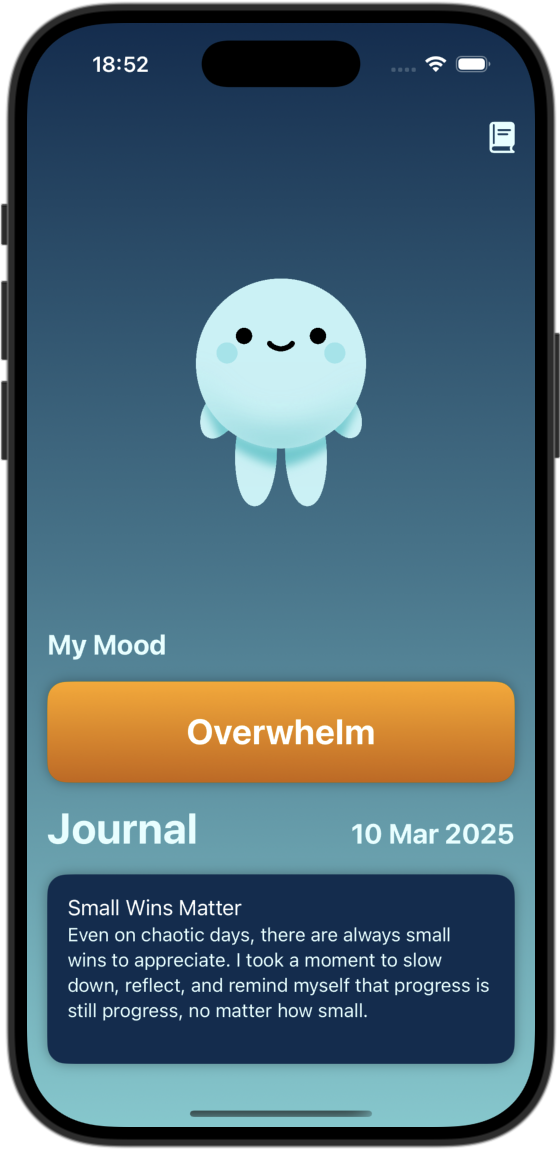 18:52
My Mood
Overwhelm
Journal 10 Mar 2025
Small Wins Matter
Even on chaotic days, there are always small
wins to appreciate. I took a moment to slow
down, reflect, and remind myself that progress is
still progress, no matter how small.